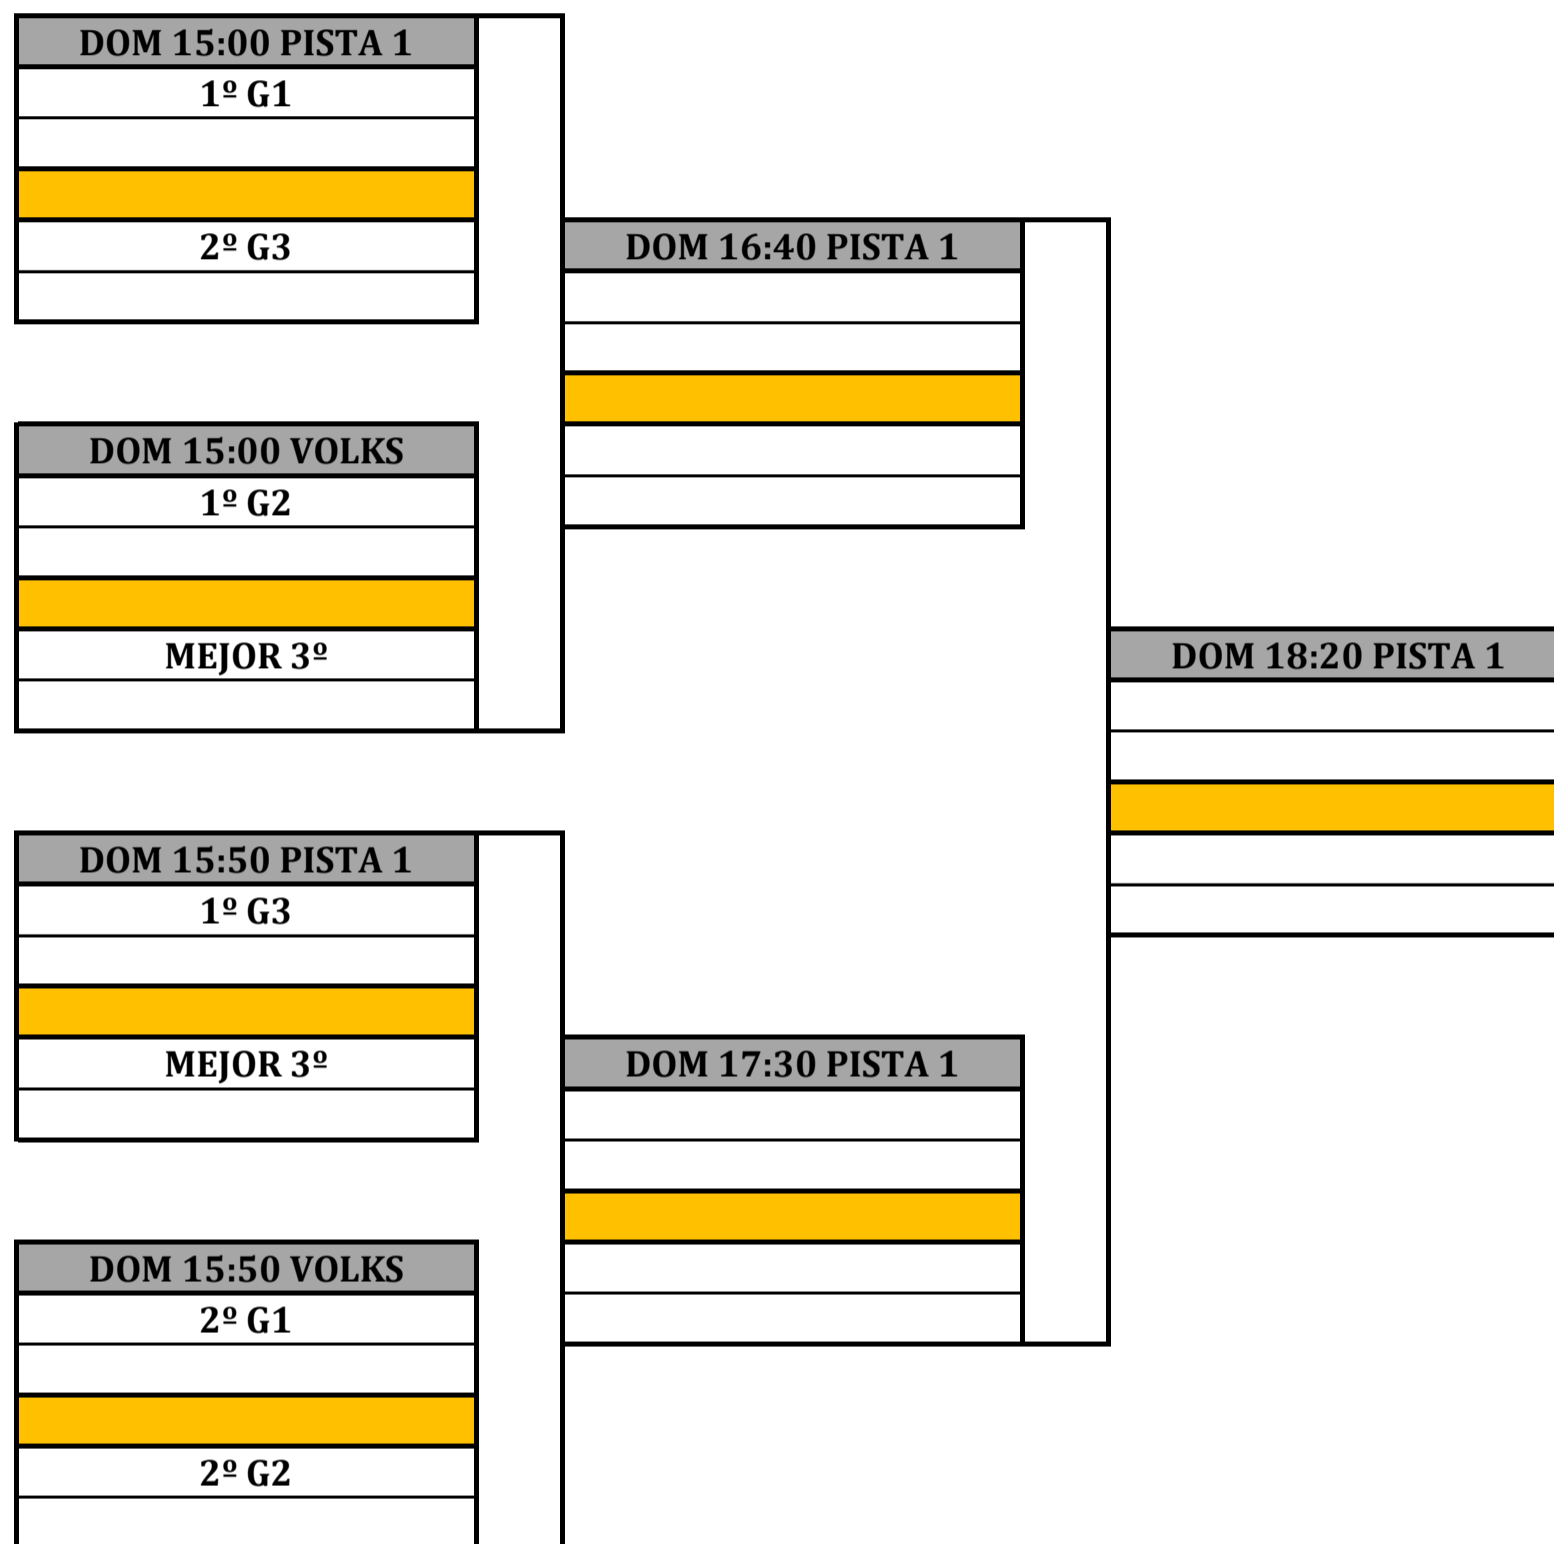 DOM 15:00 PISTA 1
1º G1
2º G3
DOM 15:00 VOLKS
1º G2
MEJOR 3º
DOM 15:50 PISTA 1
1º G3
MEJOR 3º
DOM 15:50 VOLKS
2º G1
2º G2
DOM 16:40 PISTA 1
DOM 17:30 PISTA 1
DOM 18:20 PISTA 1